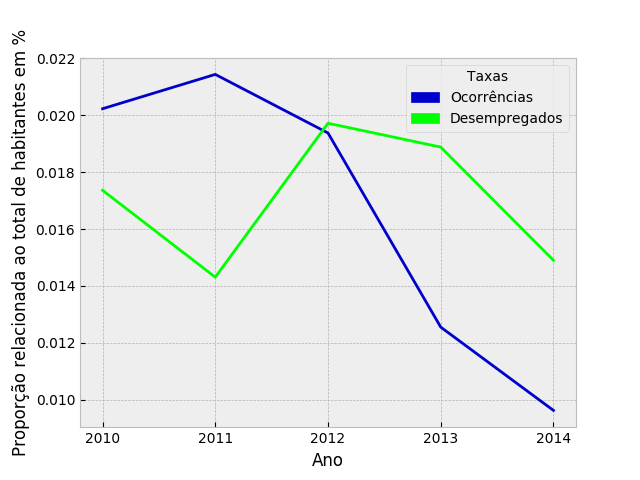 Proporção relacionada ao total de habitantes em %
0.022
0.020
0.018
0.016
0.014
0.012
0.010
Taxas
Ocorrências
Desempregados
2010 2011 2012 2013 2014
Ano